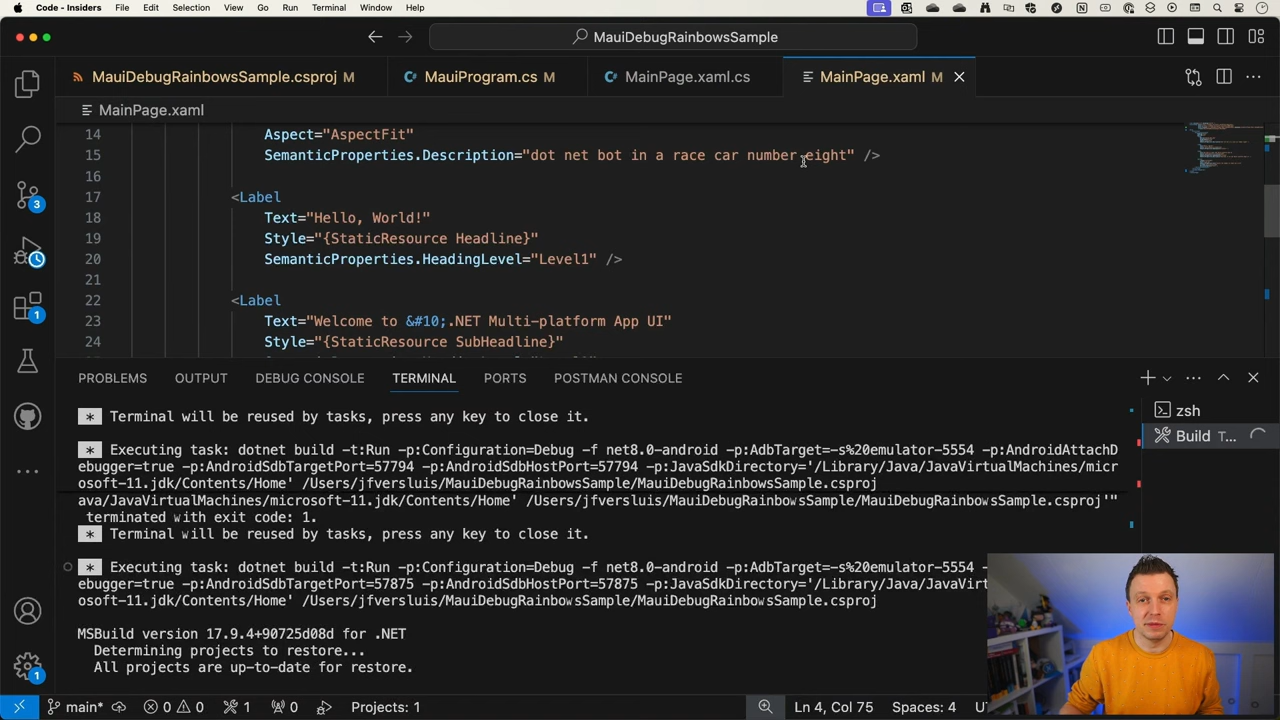 Code - Insiders File Edit Selection View Go Run Terminal Window Help
MauiDebugRainbowsSample
MauiDebugRainbowsSample.csproj M MauiProgram.cs M MainPage.xaml.cs MainPage.xaml M
MainPage.xaml
14 Aspect="AspectFit"
15 SemanticProperties.Description="dot net bot in a race car number eight" />
16
17 <Label
18 Text="Hello, World!"
19 Style="{StaticResource Headline}"
20 SemanticProperties.HeadingLevel="Level1" />
21
22 <Label
23 Text="Welcome to &#10;.NET Multi-platform App UI"
24 Style="{StaticResource SubHeadline}"
3
1
1
PROBLEMS OUTPUT DEBUG CONSOLE TERMINAL PORTS POSTMAN CONSOLE
zsh
Build T...
* Terminal will be reused by tasks, press any key to close it.
* Executing task: dotnet build -t:Run -p:Configuration=Debug -f net8.0-android -p:AdbTarget=-s%20emulator-5554 -p:AndroidAttachD
ebugger=true -p:AndroidSdbTargetPort=57794 -p:AndroidSdbHostPort=57794 -p:JavaSdkDirectory='/Library/Java/JavaVirtualMachines/micr
osoft-11.jdk/Contents/Home' /Users/jfversluis/MauiDebugRainbowsSample/MauiDebugRainbowsSample.csproj
ava/JavaVirtualMachines/microsoft-11.jdk/Contents/Home' /Users/jfversluis/MauiDebugRainbowsSample/MauiDebugRainbowsSample.csproj'"
terminated with exit code: 1.
* Terminal will be reused by tasks, press any key to close it.
* Executing task: dotnet build -t:Run -p:Configuration=Debug -f net8.0-android -p:AdbTarget=-s%20emulator-5554 -
ebugger=true -p:AndroidSdbTargetPort=57875 -p:AndroidSdbHostPort=57875 -p:JavaSdkDirectory='/Library/Java/JavaVirt
osoft-11.jdk/Contents/Home' /Users/jfversluis/MauiDebugRainbowsSample/MauiDebugRainbowsSample.csproj
MSBuild version 17.9.4+90725d08d for .NET
Determining projects to restore...
All projects are up-to-date for restore.
main* 0 0 1 0 Projects: 1 Ln 4, Col 75 Spaces: 4